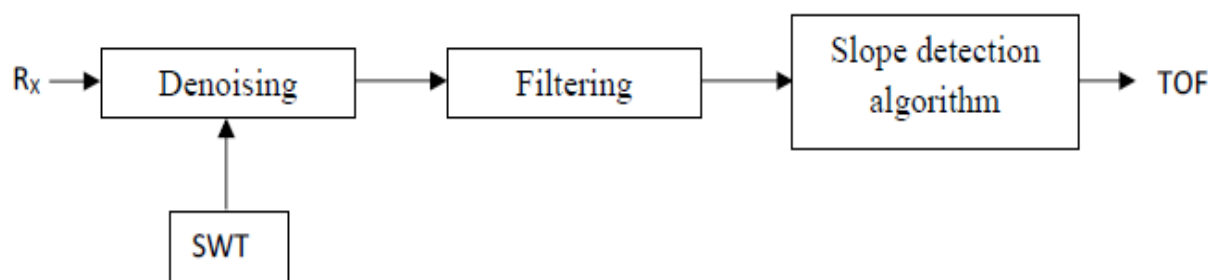 R_X
Denoising
Filtering
Slope detection
algorithm
TOF
SWT